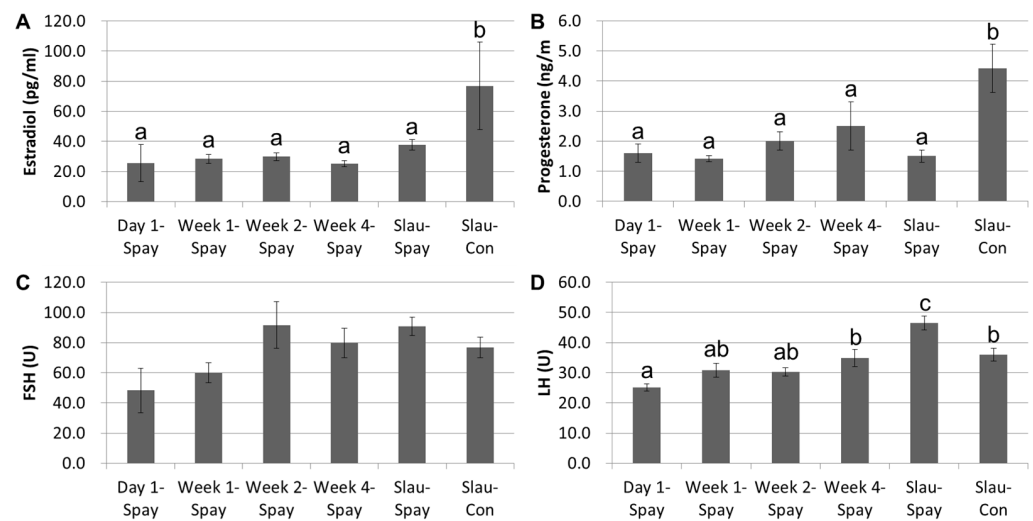 A
Estradiol (pg/ml)
120.0
100.0
80.0
60.0
40.0
20.0
0.0
a a a a a b
Day 1- Week 1- Week 2- Week 4- Slau- Slau-
Spay Spay Spay Spay Spay Con
B
Progesterone (ng/m
6.0
5.0
4.0
3.0
2.0
1.0
0.0
a a a a a b
Day 1- Week 1- Week 2- Week 4- Slau- Slau-
Spay Spay Spay Spay Spay Con
C
FSH (U)
120.0
100.0
80.0
60.0
40.0
20.0
0.0
Day 1- Week 1- Week 2- Week 4- Slau- Slau-
Spay Spay Spay Spay Spay Con
D
LH (U)
60.0
50.0
40.0
30.0
20.0
10.0
0.0
a ab ab b c b
Day 1- Week 1- Week 2- Week 4- Slau- Slau-
Spay Spay Spay Spay Spay Con